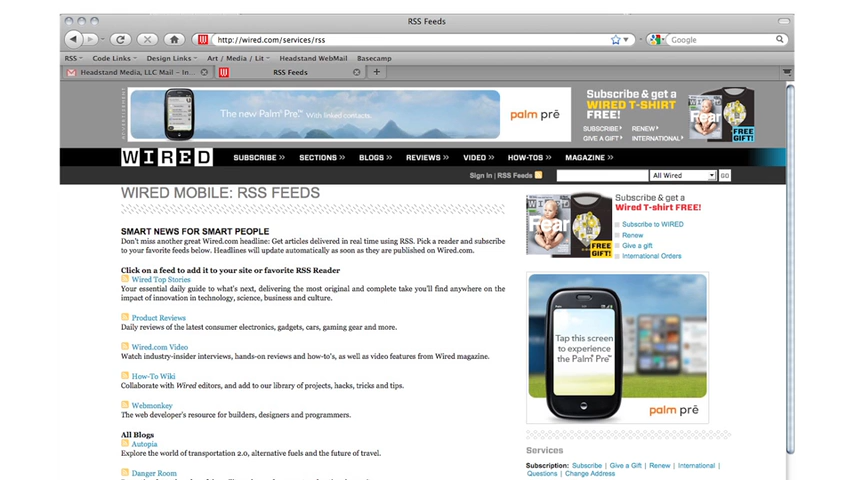 RSS Feeds
http://wired.com/services/rss
Google
RSS Code Links Design Links Art / Media / Lit Headstand WebMail Basecamp
Headstand Media, LLC Mail – In... RSS Feeds
ADVERTISEMENT
The new Palm® Pre.™ With linked contacts.
palm prē
Subscribe & get a
WIRED T-SHIRT
FREE!
SUBSCRIBE RENEW
GIVE A GIFT INTERNATIONAL
FREE
GIFT!
WIRED
SUBSCRIBE >> SECTIONS >> BLOGS >> REVIEWS >> VIDEO >> HOW-TOS >> MAGAZINE >>
Sign In | RSS Feeds All Wired GO
WIRED MOBILE: RSS FEEDS
SMART NEWS FOR SMART PEOPLE
Don't miss another great Wired.com headline: Get articles delivered in real time using RSS. Pick a reader and subscribe
to your favorite feeds below. Headlines will update automatically as soon as they are published on Wired.com.
Click on a feed to add it to your site or favorite RSS Reader
Wired Top Stories
Your essential daily guide to what's next, delivering the most original and complete take you'll find anywhere on the
impact of innovation in technology, science, business and culture.
Product Reviews
Daily reviews of the latest consumer electronics, gadgets, cars, gaming gear and more.
Wired.com Video
Watch industry-insider interviews, hands-on reviews and how-to's, as well as video features from Wired magazine.
How-To Wiki
Collaborate with Wired editors, and add to our library of projects, hacks, tricks and tips.
Webmonkey
The web developer's resource for builders, designers and programmers.
All Blogs
Autopia
Explore the world of transportation 2.0, alternative fuels and the future of travel.
Danger Room
WIRED
FREE
GIFT!
Subscribe & get a
Wired T-shirt FREE!
Subscribe to WIRED
Renew
Give a gift
International Orders
Tap this screen
to experience
the Palm® Pre™
palm prē
Services
Subscription: Subscribe | Give a Gift | Renew | International |
Questions | Change Address